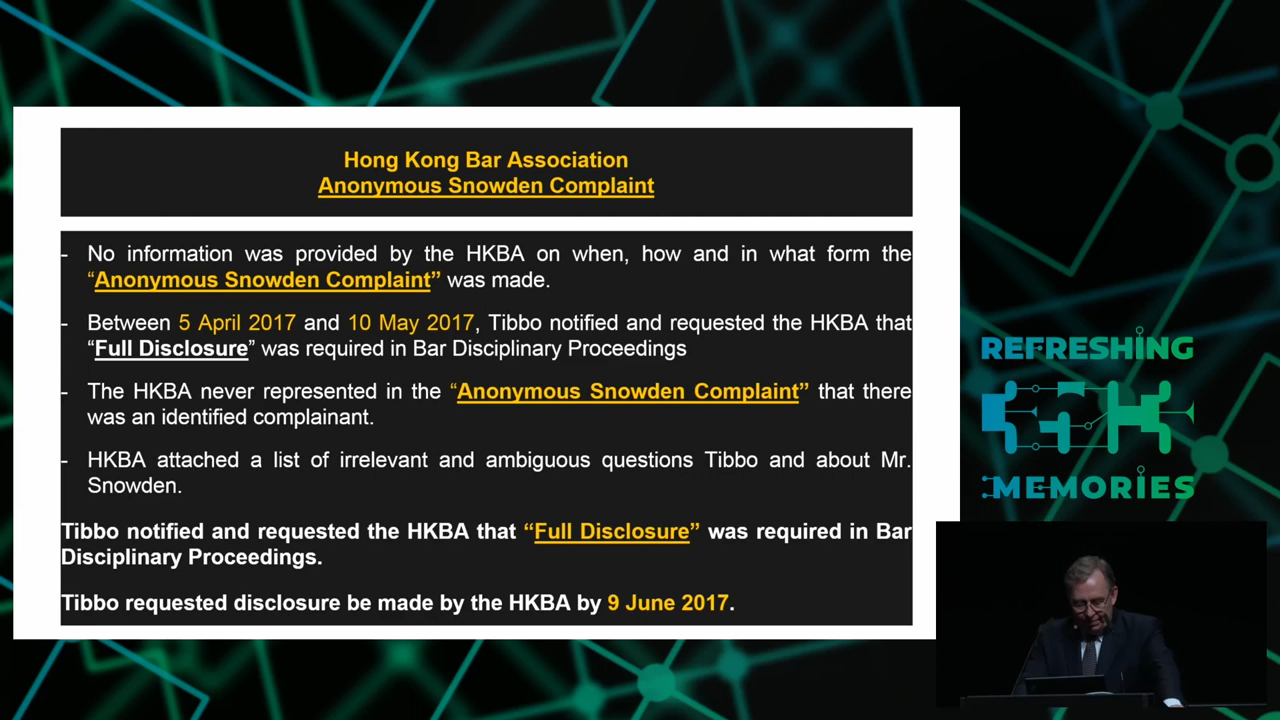 Hong Kong Bar Association
Anonymous Snowden Complaint
- No information was provided by the HKBA on when, how and in what form the
“Anonymous Snowden Complaint” was made.
- Between 5 April 2017 and 10 May 2017, Tibbo notified and requested the HKBA that
“Full Disclosure” was required in Bar Disciplinary Proceedings
- The HKBA never represented in the “Anonymous Snowden Complaint” that there
was an identified complainant.
- HKBA attached a list of irrelevant and ambiguous questions Tibbo and about Mr.
Snowden.
Tibbo notified and requested the HKBA that “Full Disclosure” was required in Bar
Disciplinary Proceedings.
Tibbo requested disclosure be made by the HKBA by 9 June 2017.
REFRESHING
MEMORIES